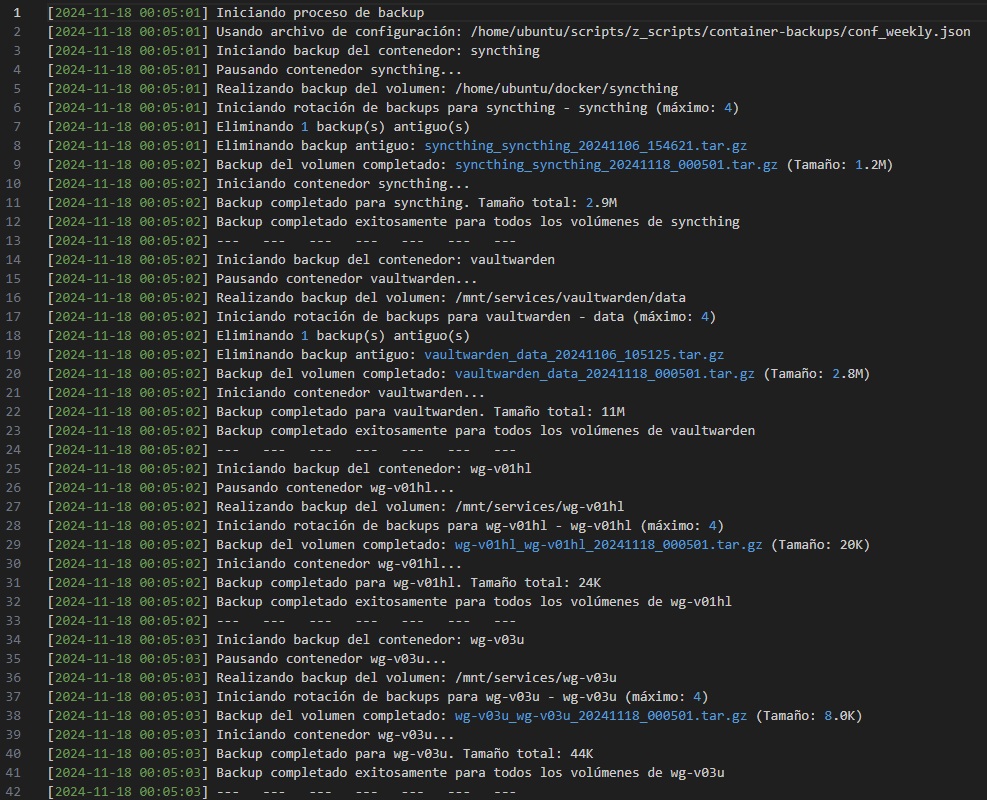 1 [2024-11-18 00:05:01] Iniciando proceso de backup
2 [2024-11-18 00:05:01] Usando archivo de configuración: /home/ubuntu/scripts/z_scripts/container-backups/conf_weekly.json
3 [2024-11-18 00:05:01] Iniciando backup del contenedor: syncthing
4 [2024-11-18 00:05:01] Pausando contenedor syncthing...
5 [2024-11-18 00:05:01] Realizando backup del volumen: /home/ubuntu/docker/syncthing
6 [2024-11-18 00:05:01] Iniciando rotación de backups para syncthing - syncthing (máximo: 4)
7 [2024-11-18 00:05:01] Eliminando 1 backup(s) antiguo(s)
8 [2024-11-18 00:05:01] Eliminando backup antiguo: syncthing_syncthing_20241106_154621.tar.gz
9 [2024-11-18 00:05:02] Backup del volumen completado: syncthing_syncthing_20241118_000501.tar.gz (Tamaño: 1.2M)
10 [2024-11-18 00:05:02] Iniciando contenedor syncthing...
11 [2024-11-18 00:05:02] Backup completado para syncthing. Tamaño total: 2.9M
12 [2024-11-18 00:05:02] Backup completado exitosamente para todos los volúmenes de syncthing
13 [2024-11-18 00:05:02] --- --- --- --- --- --- ---
14 [2024-11-18 00:05:02] Iniciando backup del contenedor: vaultwarden
15 [2024-11-18 00:05:02] Pausando contenedor vaultwarden...
16 [2024-11-18 00:05:02] Realizando backup del volumen: /mnt/services/vaultwarden/data
17 [2024-11-18 00:05:02] Iniciando rotación de backups para vaultwarden - data (máximo: 4)
18 [2024-11-18 00:05:02] Eliminando 1 backup(s) antiguo(s)
19 [2024-11-18 00:05:02] Eliminando backup antiguo: vaultwarden_data_20241106_105125.tar.gz
20 [2024-11-18 00:05:02] Backup del volumen completado: vaultwarden_data_20241118_000501.tar.gz (Tamaño: 2.8M)
21 [2024-11-18 00:05:02] Iniciando contenedor vaultwarden...
22 [2024-11-18 00:05:02] Backup completado para vaultwarden. Tamaño total: 11M
23 [2024-11-18 00:05:02] Backup completado exitosamente para todos los volúmenes de vaultwarden
24 [2024-11-18 00:05:02] --- --- --- --- --- --- ---
25 [2024-11-18 00:05:02] Iniciando backup del contenedor: wg-v01hl
26 [2024-11-18 00:05:02] Pausando contenedor wg-v01hl...
27 [2024-11-18 00:05:02] Realizando backup del volumen: /mnt/services/wg-v01hl
28 [2024-11-18 00:05:02] Iniciando rotación de backups para wg-v01hl - wg-v01hl (máximo: 4)
29 [2024-11-18 00:05:02] Backup del volumen completado: wg-v01hl_wg-v01hl_20241118_000501.tar.gz (Tamaño: 20K)
30 [2024-11-18 00:05:02] Iniciando contenedor wg-v01hl...
31 [2024-11-18 00:05:02] Backup completado para wg-v01hl. Tamaño total: 24K
32 [2024-11-18 00:05:02] Backup completado exitosamente para todos los volúmenes de wg-v01hl
33 [2024-11-18 00:05:02] --- --- --- --- --- --- ---
34 [2024-11-18 00:05:03] Iniciando backup del contenedor: wg-v03u
35 [2024-11-18 00:05:03] Pausando contenedor wg-v03u...
36 [2024-11-18 00:05:03] Realizando backup del volumen: /mnt/services/wg-v03u
37 [2024-11-18 00:05:03] Iniciando rotación de backups para wg-v03u - wg-v03u (máximo: 4)
38 [2024-11-18 00:05:03] Backup del volumen completado: wg-v03u_wg-v03u_20241118_000501.tar.gz (Tamaño: 8.0K)
39 [2024-11-18 00:05:03] Iniciando contenedor wg-v03u...
40 [2024-11-18 00:05:03] Backup completado para wg-v03u. Tamaño total: 44K
41 [2024-11-18 00:05:03] Backup completado exitosamente para todos los volúmenes de wg-v03u
42 [2024-11-18 00:05:03] --- --- --- --- --- --- ---